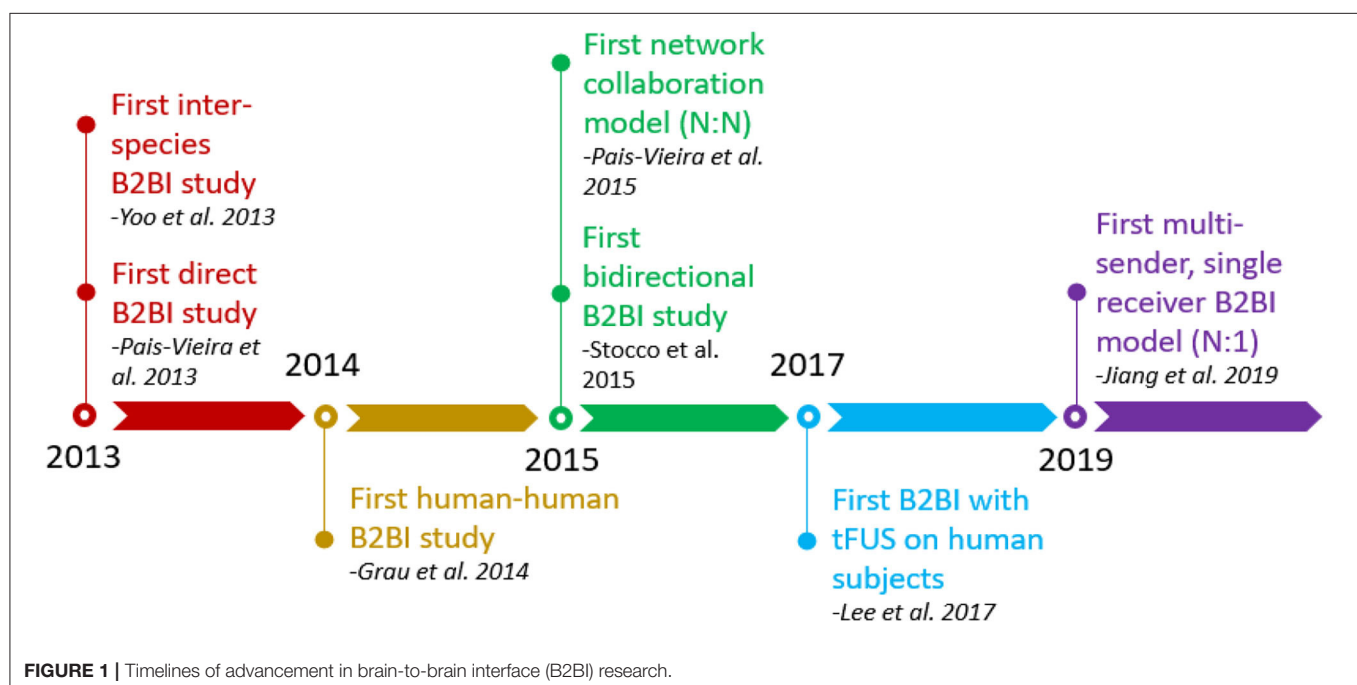 First inter-
species
B2BI study
-Yoo et al. 2013
First direct
B2BI study
-Pais-Vieira et
al. 2013
2013
2014
First human-human
B2BI study
-Grau et al. 2014
First network
collaboration
model (N:N)
-Pais-Vieira et al.
2015
First
bidirectional
B2BI study
-Stocco et al.
2015
2015
2017
First B2BI with
tFUS on human
subjects
-Lee et al. 2017
First multi-
sender, single
receiver B2BI
model (N:1)
-Jiang et al. 2019
2019
FIGURE 1 | Timelines of advancement in brain-to-brain interface (B2BI) research.